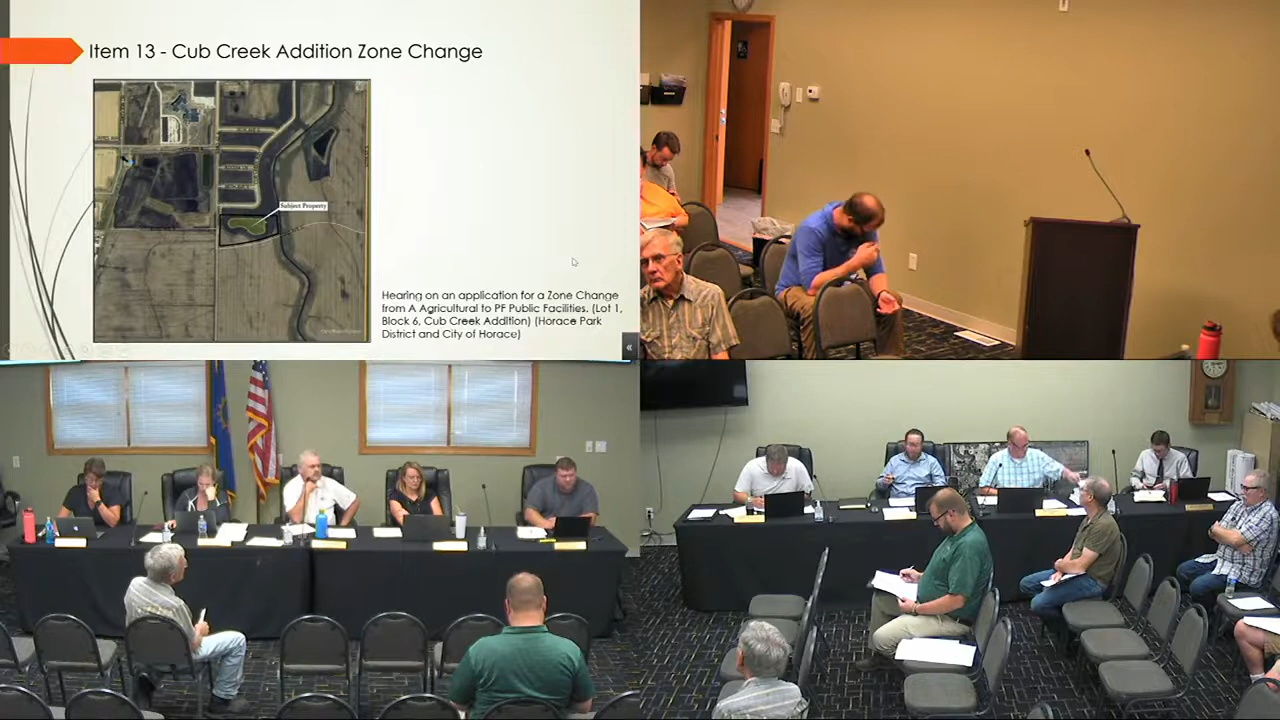 Item 13 - Cub Creek Addition Zone Change
Subject Property
Hearing on an application for a Zone Change
from A Agricultural to PF Public Facilities. (Lot 1,
Block 6, Cub Creek Addition) (Horace Park
District and City of Horace)